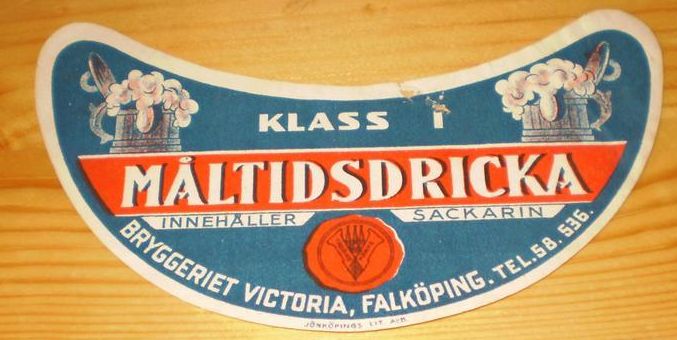 KLASS I
MÅLTIDSDRICKA
INNEHÅLLER SACKARIN
BRYGGERIET VICTORIA, FALKÖPING. TEL. 58. 536.
JÖNKÖPINGS LIT. A-B.